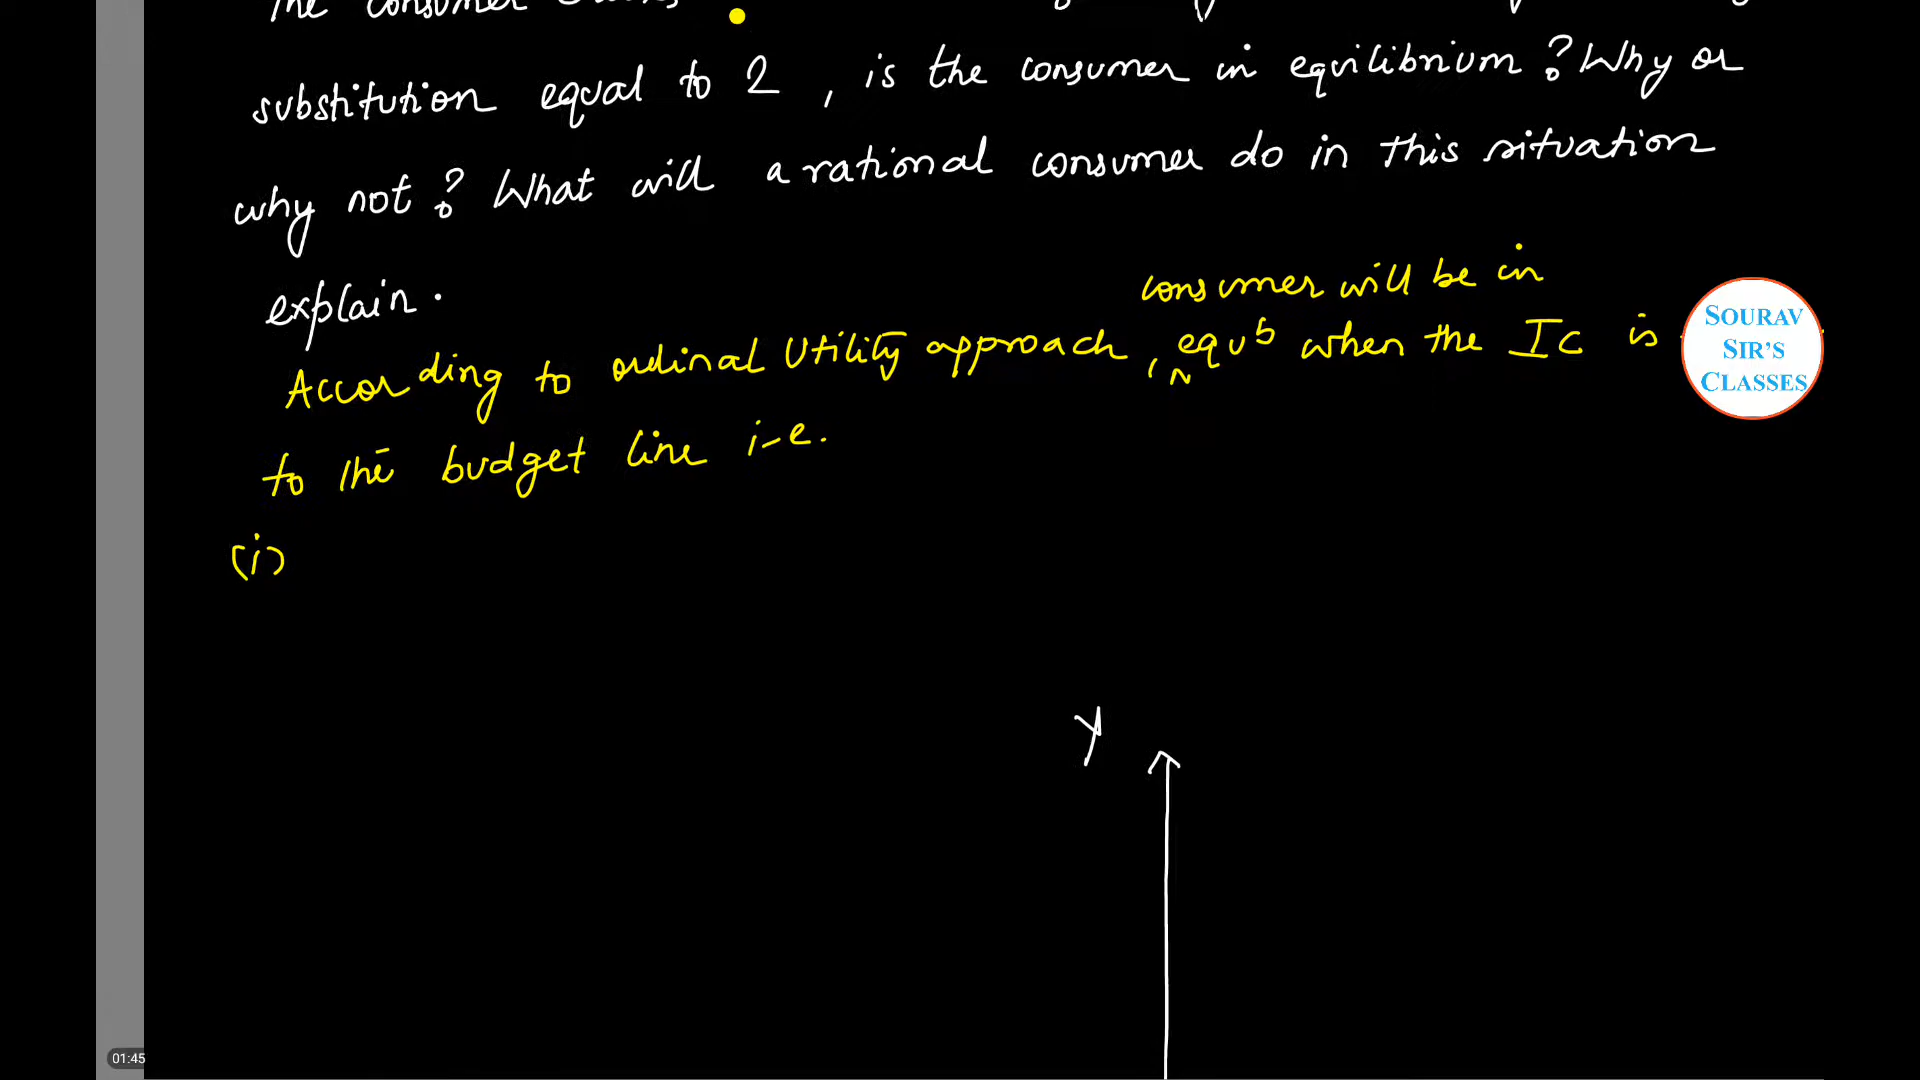 The consumer
substitution equal to 2 , is the consumer in equilibrium ? Why or
why not ? What will a rational consumer do in this situation
explain .
consumer will be in
According to ordinal Utility approach , equb when the IC is
to the budget line i-e.
(i)
SOURAV
SIR'S
CLASSES
Y
01:45